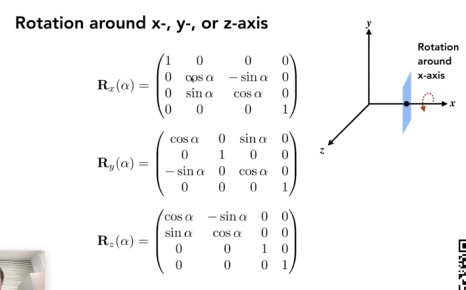 Rotation around x-, y-, or z-axis
R_x(α) = ( 1 0 0 0
0 cos α − sin α 0
0 sin α cos α 0
0 0 0 1 )
R_y(α) = ( cos α 0 sin α 0
0 1 0 0
− sin α 0 cos α 0
0 0 0 1 )
R_z(α) = ( cos α − sin α 0 0
sin α cos α 0 0
0 0 1 0
0 0 0 1 )
y
Rotation
around
x-axis
x
z